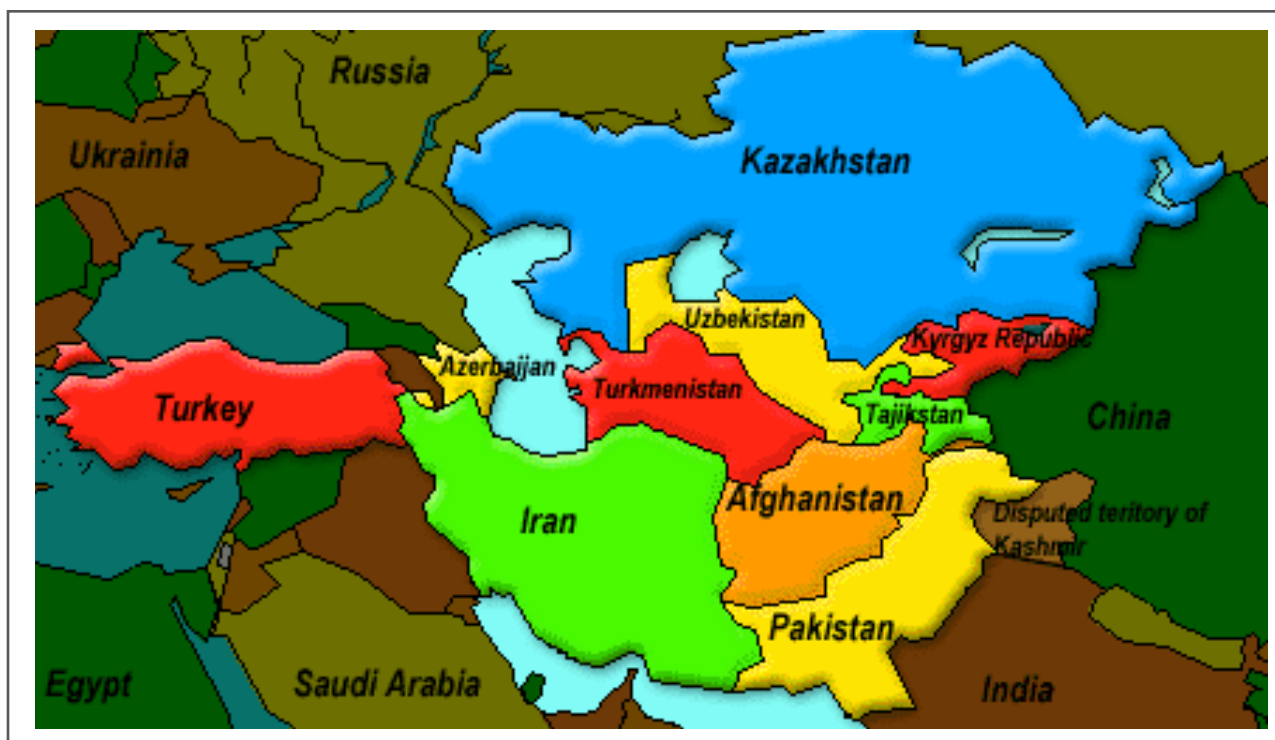 Russia
Ukrainia
Kazakhstan
Uzbekistan
Kyrgyz Republic
Azerbaijan
Turkmenistan
Turkey
Tajikstan
China
Afghanistan
Iran
Disputed teritory of
Kashmir
Pakistan
Egypt
Saudi Arabia
India